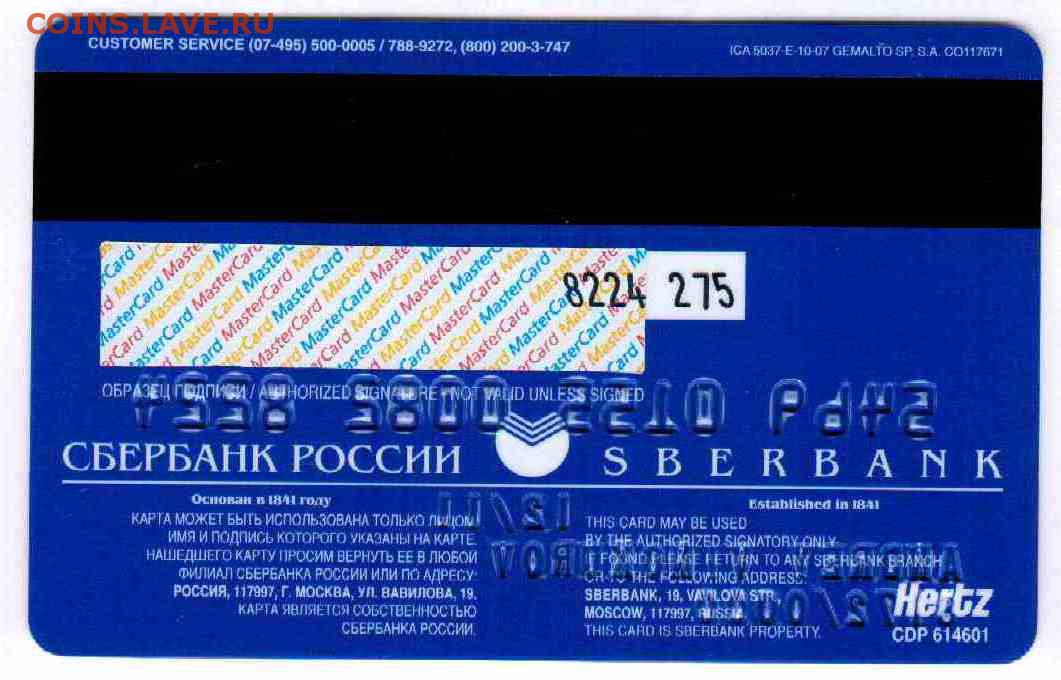 COINS.LAVE.RU
CUSTOMER SERVICE (07-495) 500-0005 / 788-9272, (800) 200-3-747
ICA 5037-E-10-07 GEMALTO SP, S.A. CO117671
MasterCard MasterCard MasterCard MasterCard
8224 275
ОБРАЗЕЦ ПОДПИСИ / AUTHORIZED SIGNATURE - NOT VALID UNLESS SIGNED
СБЕРБАНК РОССИИ
SBERBANK
Основан в 1841 году
КАРТА МОЖЕТ БЫТЬ ИСПОЛЬЗОВАНА ТОЛЬКО ЛИЦОМ,
ИМЯ И ПОДПИСЬ КОТОРОГО УКАЗАНЫ НА КАРТЕ.
НАШЕДШЕГО КАРТУ ПРОСИМ ВЕРНУТЬ ЕЕ В ЛЮБОЙ
ФИЛИАЛ СБЕРБАНКА РОССИИ ИЛИ ПО АДРЕСУ:
РОССИЯ, 117997, Г. МОСКВА, УЛ. ВАВИЛОВА, 19.
КАРТА ЯВЛЯЕТСЯ СОБСТВЕННОСТЬЮ
СБЕРБАНКА РОССИИ.
Established in 1841
THIS CARD MAY BE USED
BY THE AUTHORIZED SIGNATORY ONLY.
IF FOUND PLEASE RETURN TO ANY SBERBANK BRANCH
OR TO THE FOLLOWING ADDRESS:
SBERBANK, 19, VAVILOVA STR.,
MOSCOW, 117997, RUSSIA.
THIS CARD IS SBERBANK PROPERTY.
Hertz
CDP 614601